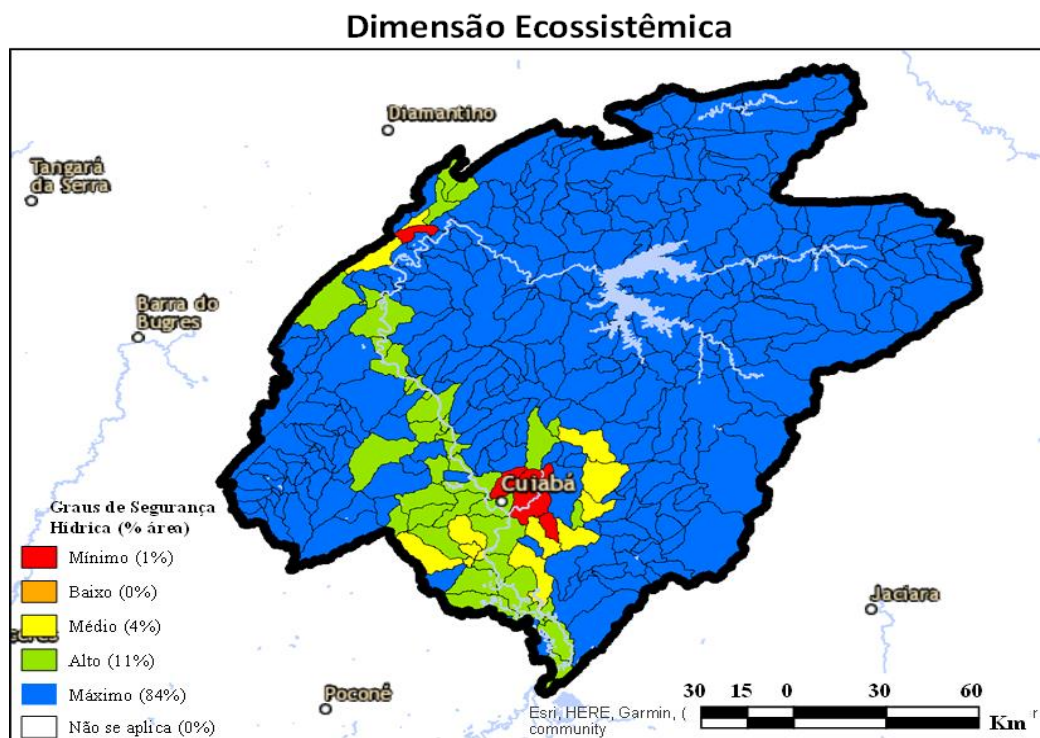 Dimensão Ecossistêmica
Diamantino
Tangará
da Serra
Barra do
Bugres
Cuiabá
Graus de Segurança
Hídrica (% área)
Mínimo (1%)
Baixo (0%)
Médio (4%)
Alto (11%)
Máximo (84%)
Não se aplica (0%)
Jaciara
Poconé
30 15 0 30 60
Km
Esri, HERE, Garmin, ( r
community